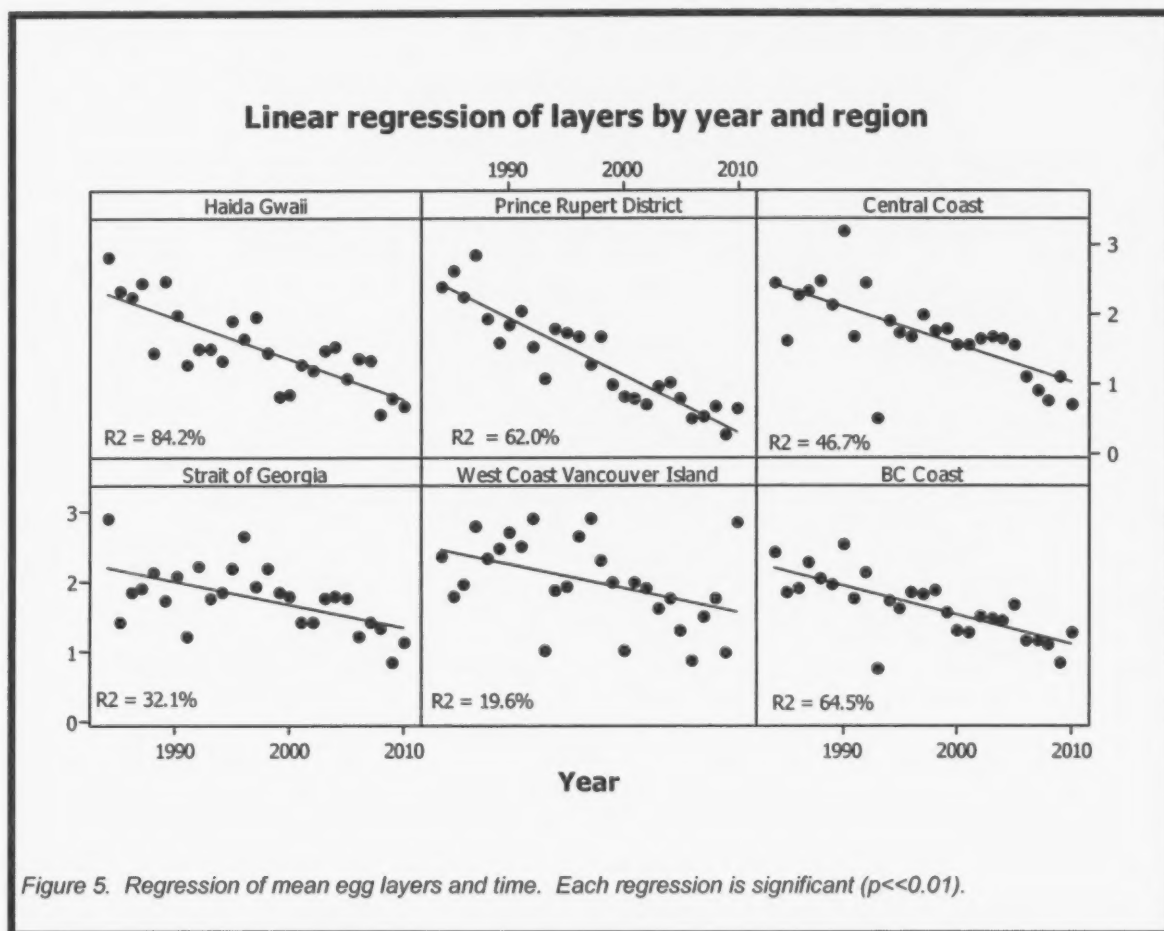 Linear regression of layers by year and region
1990 2000 2010
Haida Gwaii Prince Rupert District Central Coast
3
2
1
0
R2 = 84.2% R2 = 62.0% R2 = 46.7%
Strait of Georgia West Coast Vancouver Island BC Coast
3
2
1
0
R2 = 32.1% R2 = 19.6% R2 = 64.5%
1990 2000 2010 1990 2000 2010
Year
Figure 5. Regression of mean egg layers and time. Each regression is significant (p<<0.01).